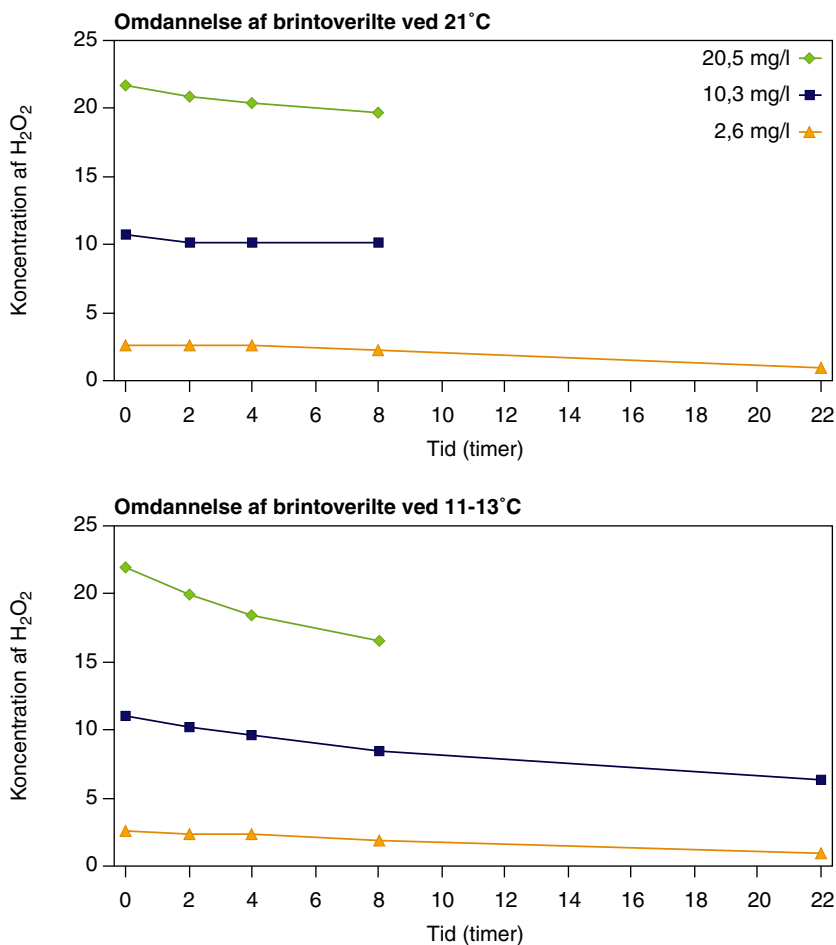 Omdannelse af brintoverilte ved 21˚C
Koncentration af H₂O₂
25
20
15
10
5
0
20,5 mg/l
10,3 mg/l
2,6 mg/l
0 2 4 6 8 10 12 14 16 18 20 22
Tid (timer)
Omdannelse af brintoverilte ved 11-13˚C
Koncentration af H₂O₂
25
20
15
10
5
0
0 2 4 6 8 10 12 14 16 18 20 22
Tid (timer)